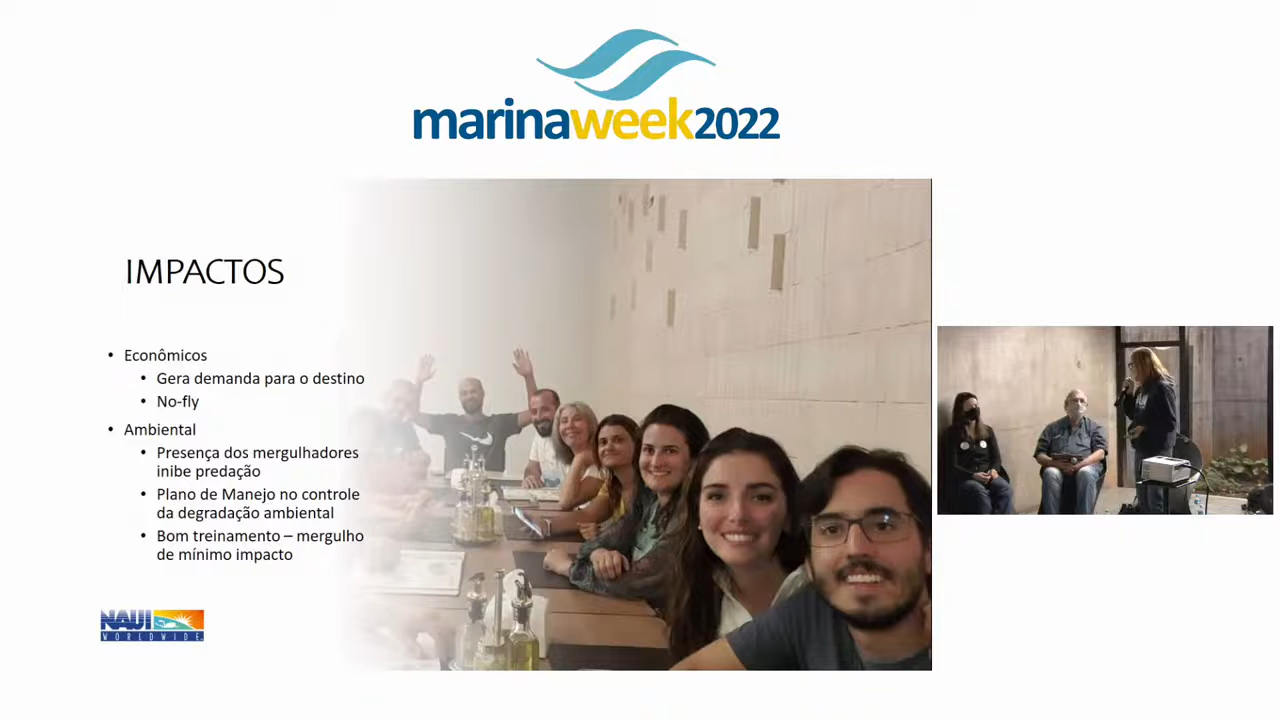 marinaweek2022
IMPACTOS
• Econômicos
• Gera demanda para o destino
• No-fly
• Ambiental
• Presença dos mergulhadores
inibe predação
• Plano de Manejo no controle
da degradação ambiental
• Bom treinamento – mergulho
de mínimo impacto
NAUI
WORLDWIDE